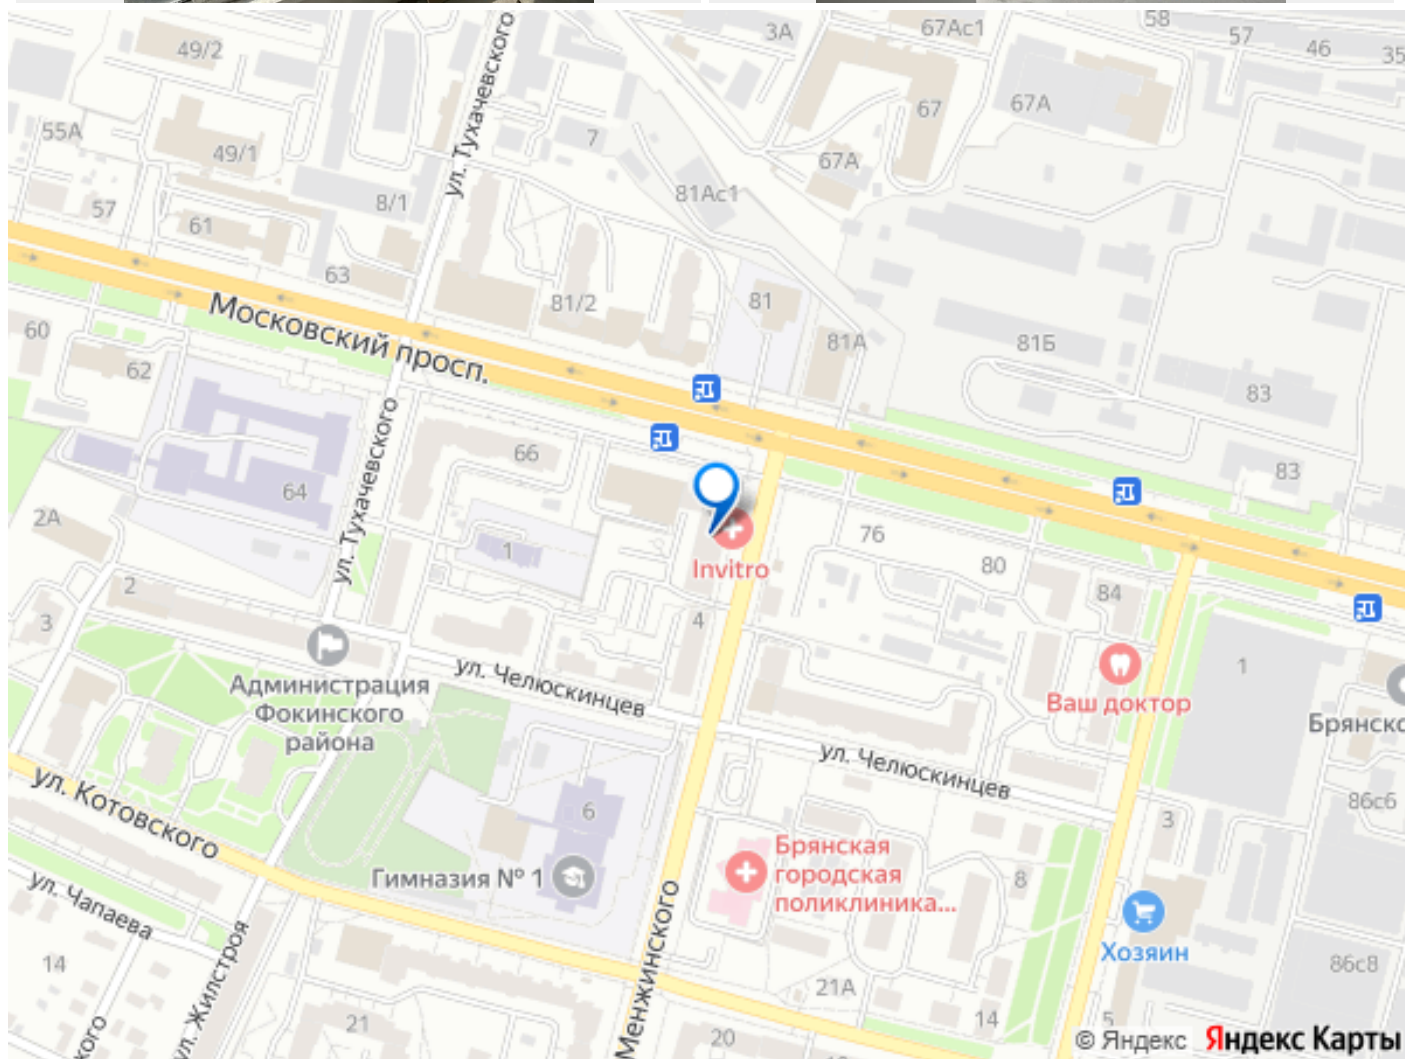 58
3А
67Ас1
57
49/2
46
35
67А
67
ул. Тухачевского
55А
7
49/1
67А
81Ас1
8/1
57
61
63
81/2
81
Московский просп.
60
81А
81Б
62
83
66
83
64
ул. Тухачевского
2А
1
76
Invitro
80
2
84
3
4
Администрация
Фокинского
района
ул. Челюскинцев
1
Ваш доктор
Брянско
ул. Челюскинцев
ул. Котовского
6
86с6
3
Брянская
городская
поликлиника...
Гимназия № 1
8
ул. Чапаева
Менжинского
Хозяин
14
ул. Жилстроя
86с8
21А
кого
21
20
14
5
© Яндекс Яндекс Карты